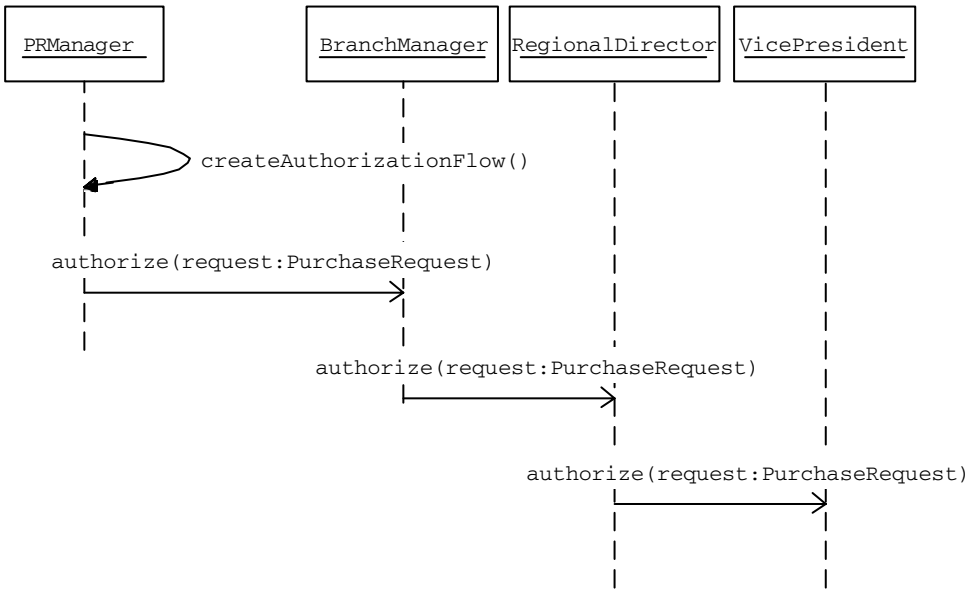 PRManager
BranchManager
RegionalDirector
VicePresident
createAuthorizationFlow()
authorize(request:PurchaseRequest)
authorize(request:PurchaseRequest)
authorize(request:PurchaseRequest)